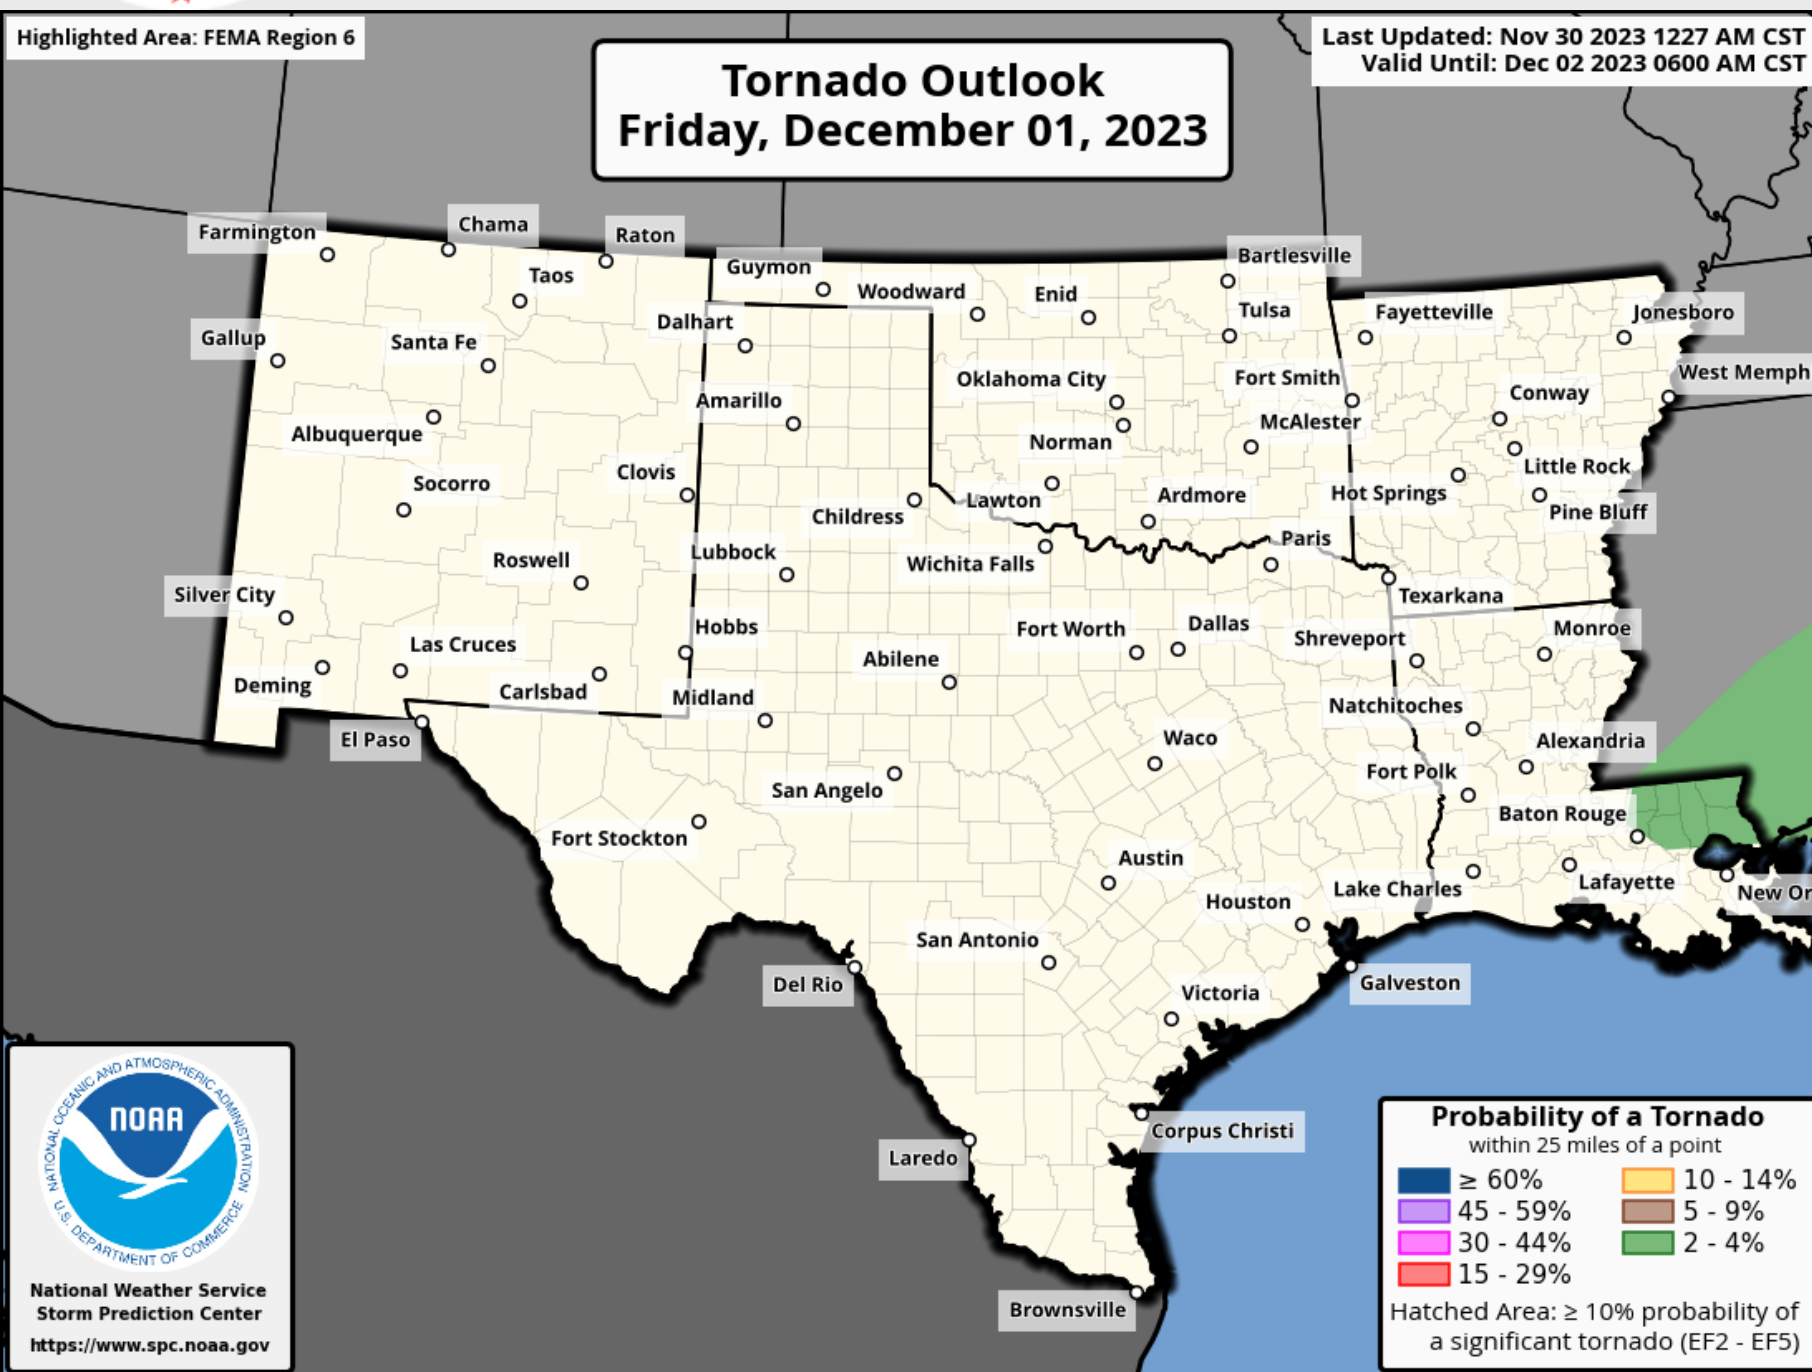 Highlighted Area: FEMA Region 6
Last Updated: Nov 30 2023 1227 AM CST
Valid Until: Dec 02 2023 0600 AM CST
Tornado Outlook
Friday, December 01, 2023
Farmington
Chama
Raton
Taos
Guymon
Woodward
Enid
Bartlesville
Tulsa
Fayetteville
Jonesboro
Gallup
Santa Fe
Dalhart
Oklahoma City
Fort Smith
West Memph
Conway
Amarillo
Albuquerque
Norman
McAlester
Little Rock
Clovis
Socorro
Childress
Lawton
Ardmore
Hot Springs
Pine Bluff
Roswell
Lubbock
Wichita Falls
Paris
Silver City
Texarkana
Las Cruces
Hobbs
Abilene
Fort Worth
Dallas
Shreveport
Monroe
Deming
Carlsbad
Midland
Natchitoches
El Paso
Waco
Alexandria
San Angelo
Fort Polk
Baton Rouge
Fort Stockton
Austin
Lake Charles
Lafayette
New Or
Houston
San Antonio
Del Rio
Victoria
Galveston
Corpus Christi
Laredo
Brownsville
NATIONAL OCEANIC AND ATMOSPHERIC ADMINISTRATION
NOAA
U.S. DEPARTMENT OF COMMERCE
National Weather Service
Storm Prediction Center
https://www.spc.noaa.gov
Probability of a Tornado
within 25 miles of a point
≥ 60%
10 - 14%
45 - 59%
5 - 9%
30 - 44%
2 - 4%
15 - 29%
Hatched Area: ≥ 10% probability of
a significant tornado (EF2 - EF5)